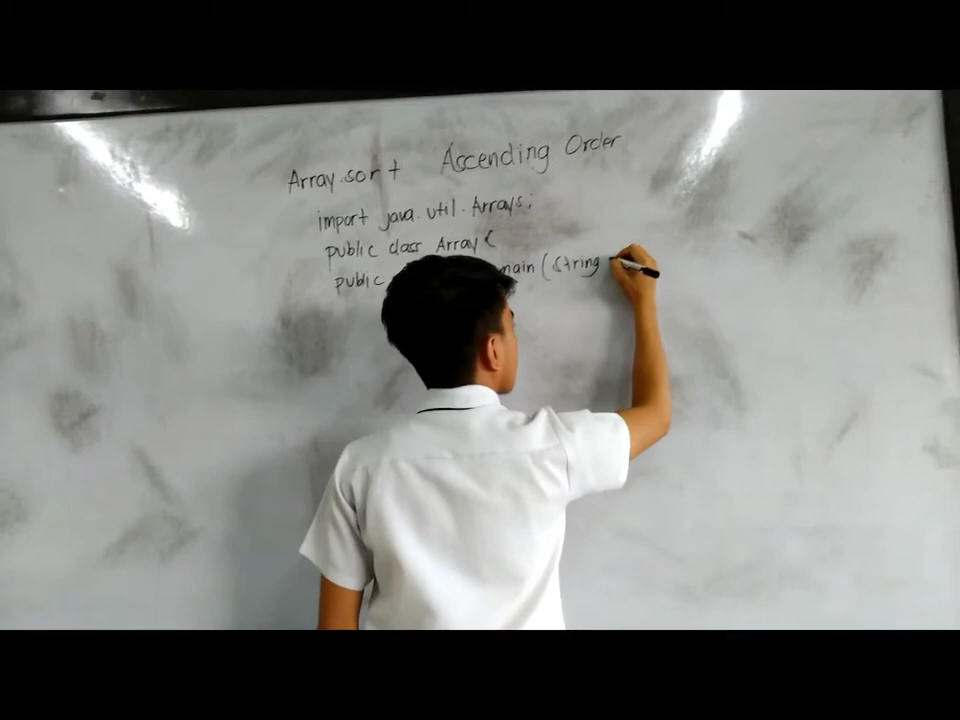 Array.sort Ascending Order
import java.util.Arrays;
public class Array {
public main (String